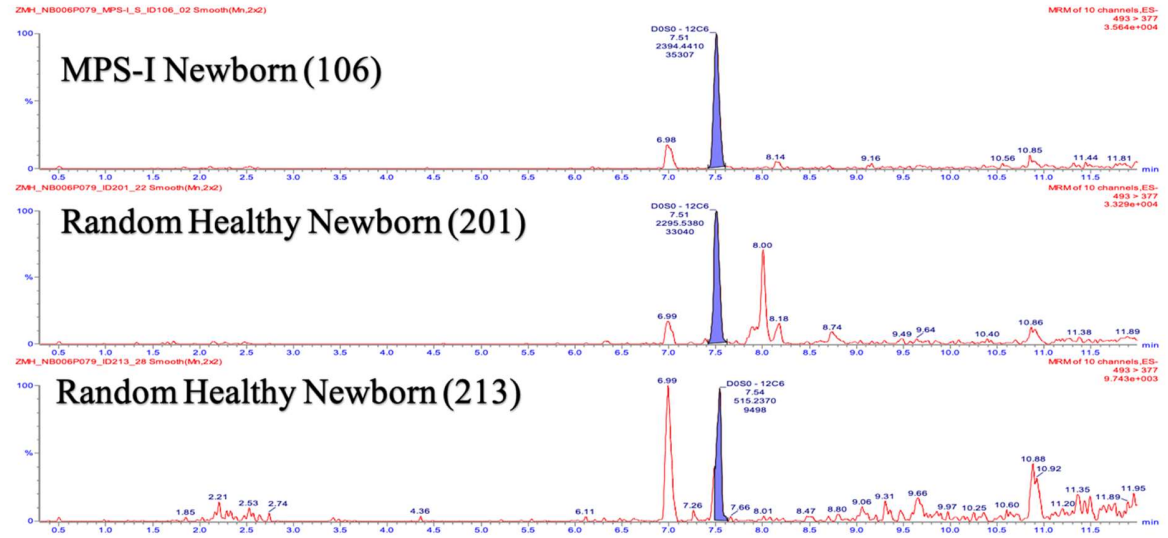 ZMH_NB006P079_MPS-I_S_ID106_02 Smooth(Mn,2x2)
MRM of 10 channels,ES-
493 > 377
3.564e+004
100
%
0
MPS-I Newborn (106)
D0S0 - 12C6
7.51
2394.4410
35307
6.98
8.14
9.16
10.56
10.85
11.44
11.81
0.5 1.0 1.5 2.0 2.5 3.0 3.5 4.0 4.5 5.0 5.5 6.0 6.5 7.0 7.5 8.0 8.5 9.0 9.5 10.0 10.5 11.0 11.5 min
ZMH_NB006P079_ID201_22 Smooth(Mn,2x2)
MRM of 10 channels,ES-
493 > 377
3.329e+004
100
%
0
Random Healthy Newborn (201)
D0S0 - 12C6
7.51
2295.5380
33040
6.99
8.00
8.18
8.74
9.49
9.64
10.40
10.86
11.38
11.89
0.5 1.0 1.5 2.0 2.5 3.0 3.5 4.0 4.5 5.0 5.5 6.0 6.5 7.0 7.5 8.0 8.5 9.0 9.5 10.0 10.5 11.0 11.5 min
ZMH_NB006P079_ID213_28 Smooth(Mn,2x2)
MRM of 10 channels,ES-
493 > 377
9.743e+003
100
%
0
Random Healthy Newborn (213)
D0S0 - 12C6
7.54
515.2370
9498
1.85
2.21
2.53
2.74
4.36
6.11
6.99
7.26
7.66
8.01
8.47
8.80
9.06
9.31
9.66
9.97
10.25
10.60
10.88
10.92
11.20
11.35
11.89
11.95
0.5 1.0 1.5 2.0 2.5 3.0 3.5 4.0 4.5 5.0 5.5 6.0 6.5 7.0 7.5 8.0 8.5 9.0 9.5 10.0 10.5 11.0 11.5 min